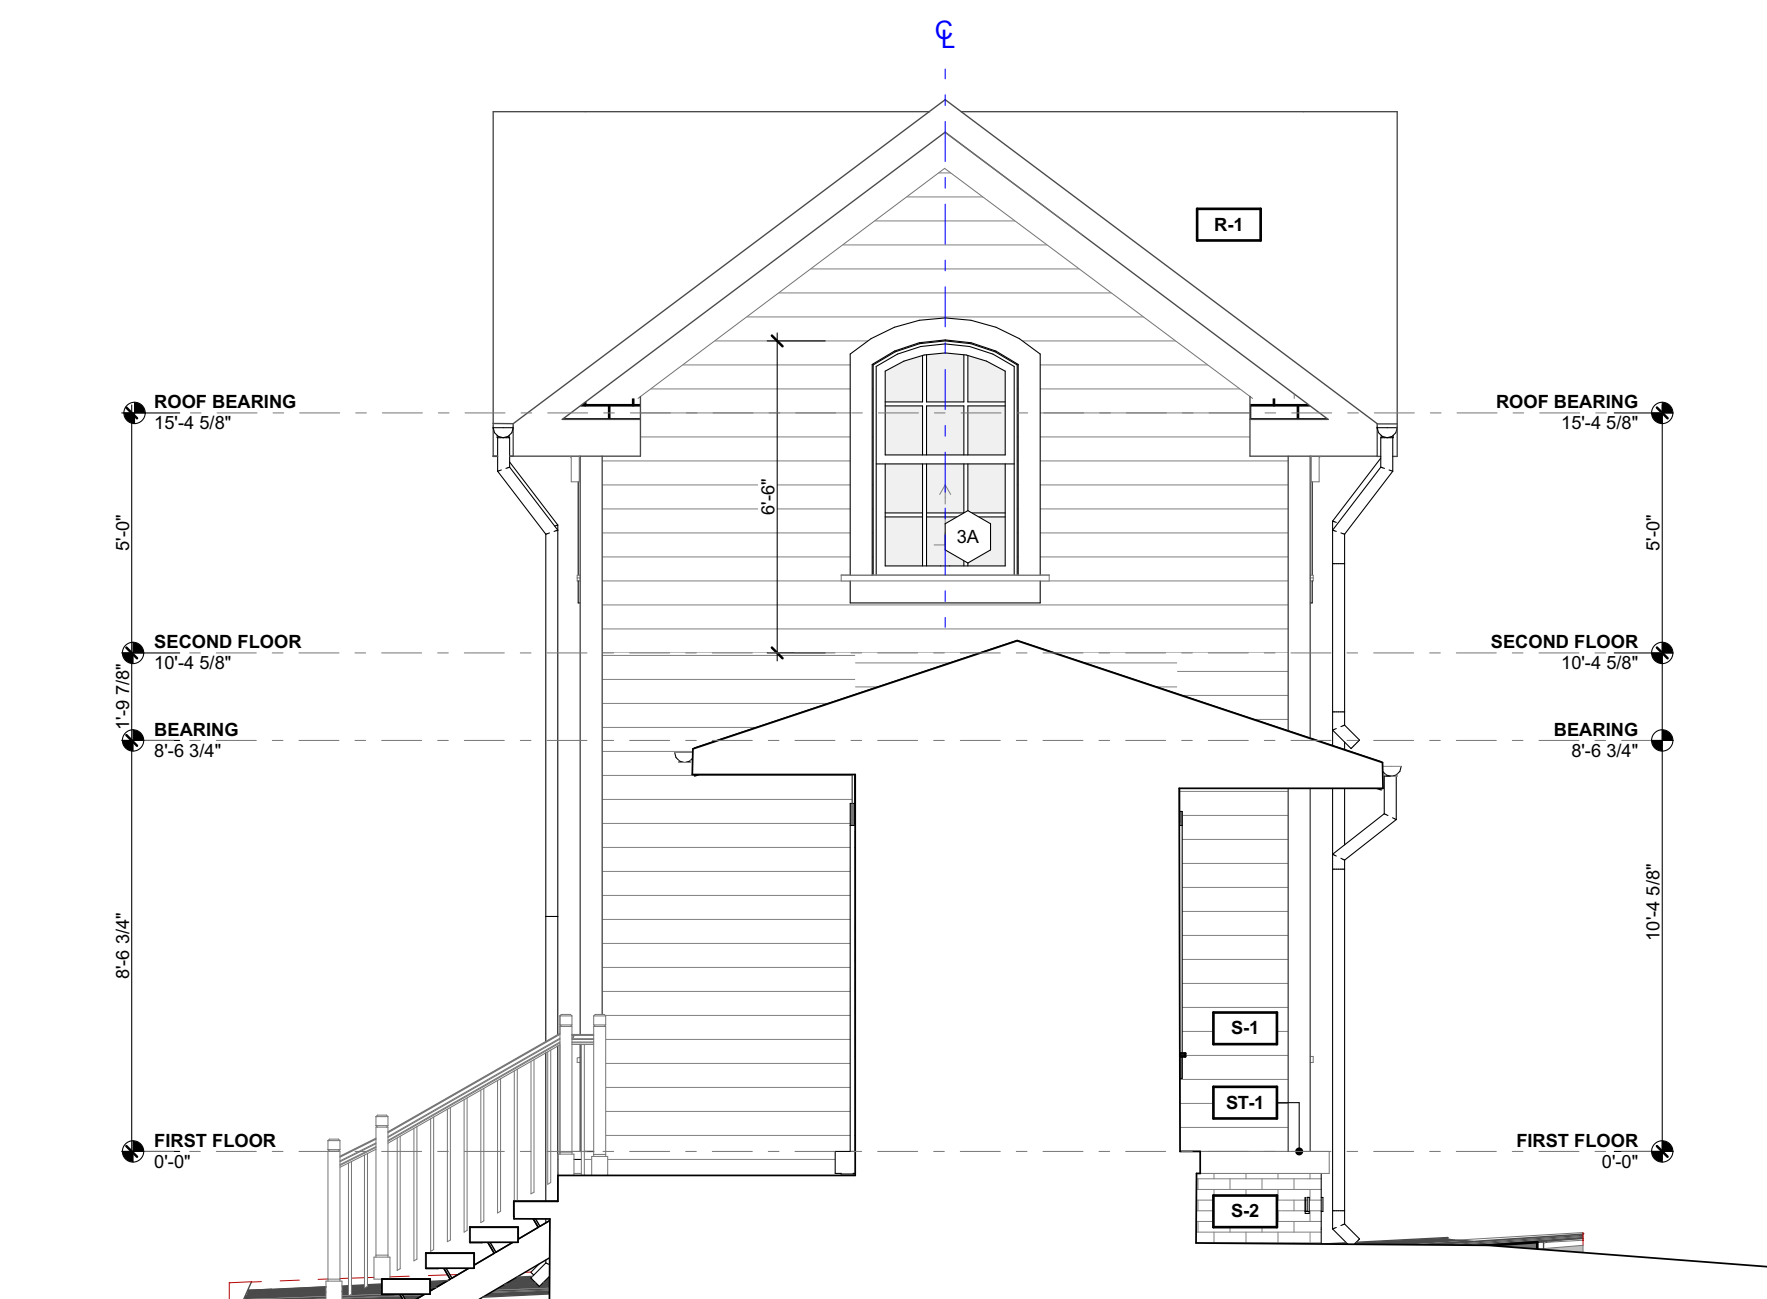 ℄
R-1
ROOF BEARING
15'-4 5/8"
ROOF BEARING
15'-4 5/8"
5'-0"
6'-6"
3A
5'-0"
SECOND FLOOR
10'-4 5/8"
SECOND FLOOR
10'-4 5/8"
1'-9 7/8"
BEARING
8'-6 3/4"
BEARING
8'-6 3/4"
8'-6 3/4"
10'-4 5/8"
S-1
ST-1
FIRST FLOOR
0'-0"
FIRST FLOOR
0'-0"
S-2